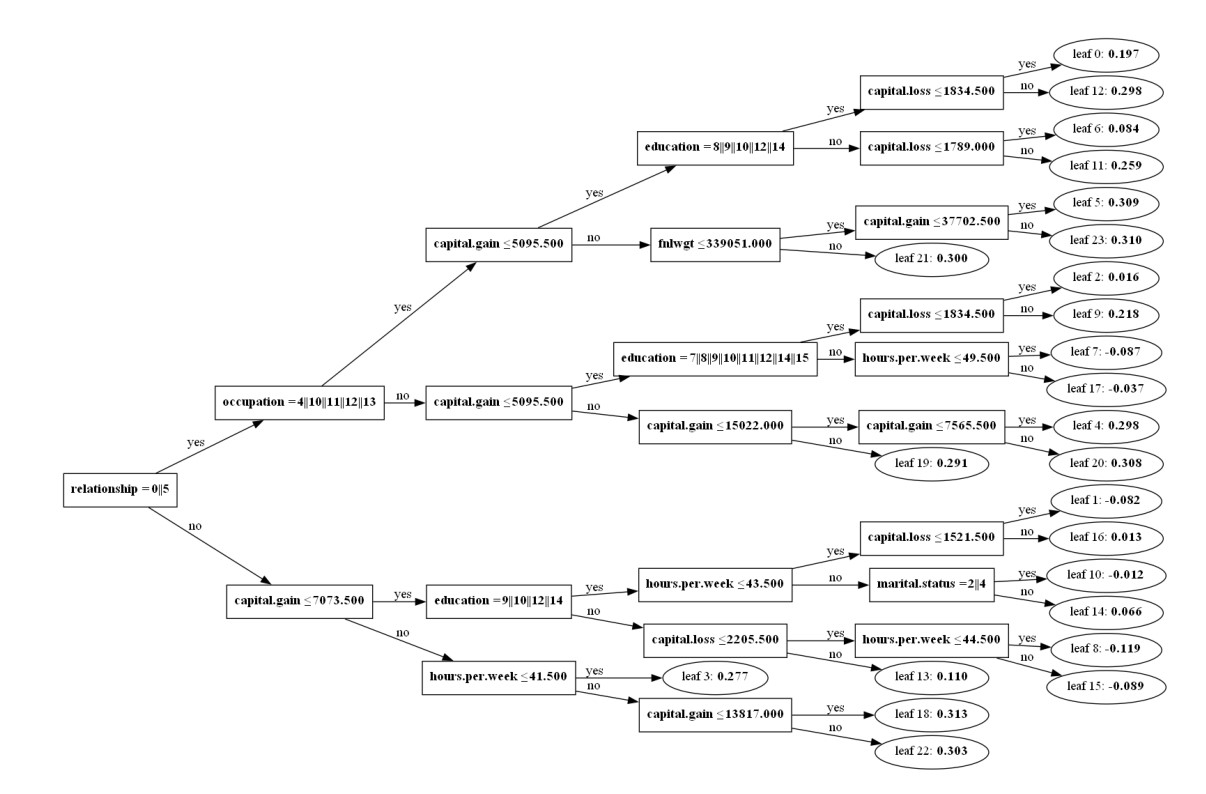 yes leaf 0: 0.197
capital.loss ≤1834.500
no leaf 12: 0.298
yes
education =8||9||10||12||14
yes leaf 6: 0.084
no capital.loss ≤1789.000
no leaf 11: 0.259
yes
capital.gain ≤5095.500
yes leaf 5: 0.309
capital.gain ≤37702.500
yes
no leaf 23: 0.310
no fnlwgt ≤339051.000
no leaf 21: 0.300
yes
yes leaf 2: 0.016
capital.loss ≤1834.500
no leaf 9: 0.218
yes
education =7||8||9||10||11||12||14||15
yes leaf 7: -0.087
no hours.per.week ≤49.500
no leaf 17: -0.037
yes
occupation =4||10||11||12||13
no capital.gain ≤5095.500
no
capital.gain ≤15022.000
yes capital.gain ≤7565.500
yes leaf 4: 0.298
no leaf 20: 0.308
no leaf 19: 0.291
yes
relationship =0||5
no
yes leaf 1: -0.082
capital.loss ≤1521.500
no leaf 16: 0.013
yes
hours.per.week ≤43.500
yes leaf 10: -0.012
no marital.status =2||4
no leaf 14: 0.066
yes
capital.gain ≤7073.500
yes education =9||10||12||14
no
capital.loss ≤2205.500
yes hours.per.week ≤44.500
yes leaf 8: -0.119
no leaf 15: -0.089
no leaf 13: 0.110
no
hours.per.week ≤41.500
yes leaf 3: 0.277
no
capital.gain ≤13817.000
yes leaf 18: 0.313
no leaf 22: 0.303